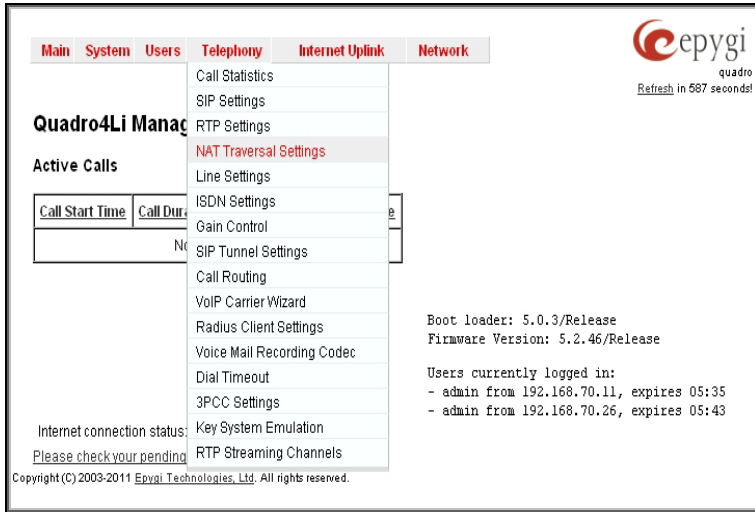 Main System Users Telephony Internet Uplink Network
epygi
quadro
Refresh in 587 seconds!
Call Statistics
SIP Settings
RTP Settings
NAT Traversal Settings
Line Settings
ISDN Settings
Gain Control
SIP Tunnel Settings
Call Routing
VoIP Carrier Wizard
Radius Client Settings
Voice Mail Recording Codec
Dial Timeout
3PCC Settings
Key System Emulation
RTP Streaming Channels
Quadro4Li
Active Calls
Call Start Time Call
Boot loader: 5.0.3/Release
Firmware Version: 5.2.46/Release
Users currently logged in:
- admin from 192.168.70.11, expires 05:35
- admin from 192.168.70.26, expires 05:43
Internet connection status:
Please check your pending
Copyright (C) 2003-2011 Epygi Technologies, Ltd. All rights reserved.